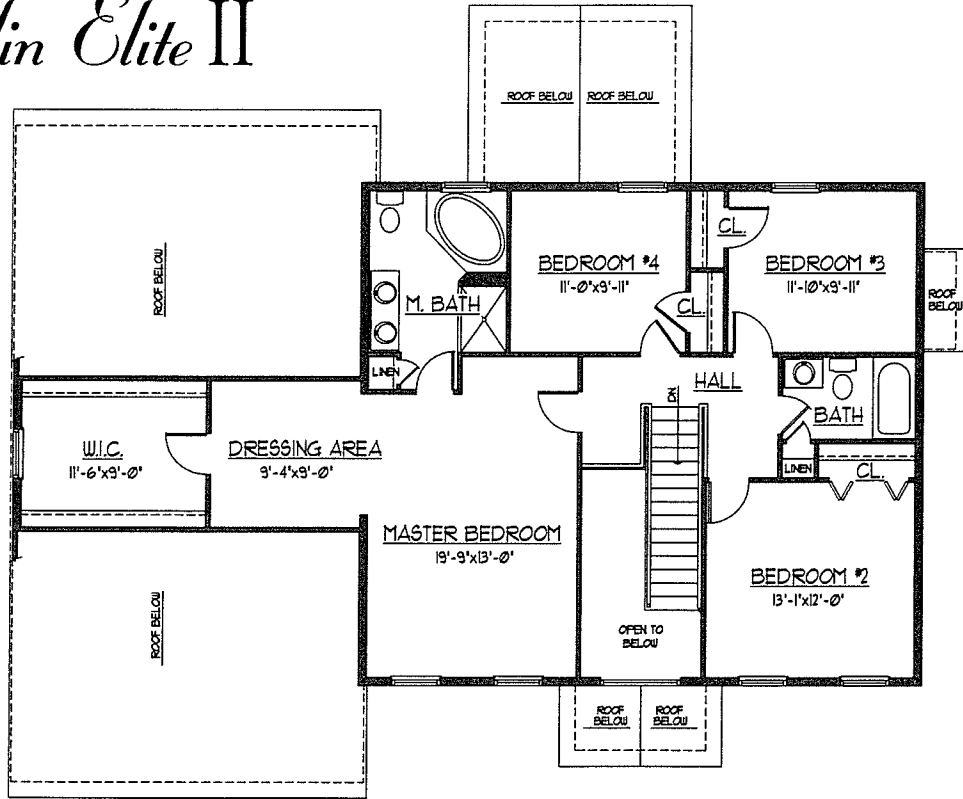 in Elite II
ROOF BELOW
ROOF BELOW
ROOF BELOW
CL.
BEDROOM #4
11'-0"x9'-11"
BEDROOM #3
11'-10"x9'-11"
ROOF
BELOW
M. BATH
CL.
LINEN
HALL
DN
BATH
W.I.C.
11'-6"x9'-0"
DRESSING AREA
9'-4"x9'-0"
LINEN
CL.
MASTER BEDROOM
19'-9"x13'-0"
BEDROOM #2
13'-1"x12'-0"
ROOF BELOW
OPEN TO
BELOW
ROOF
BELOW
ROOF
BELOW